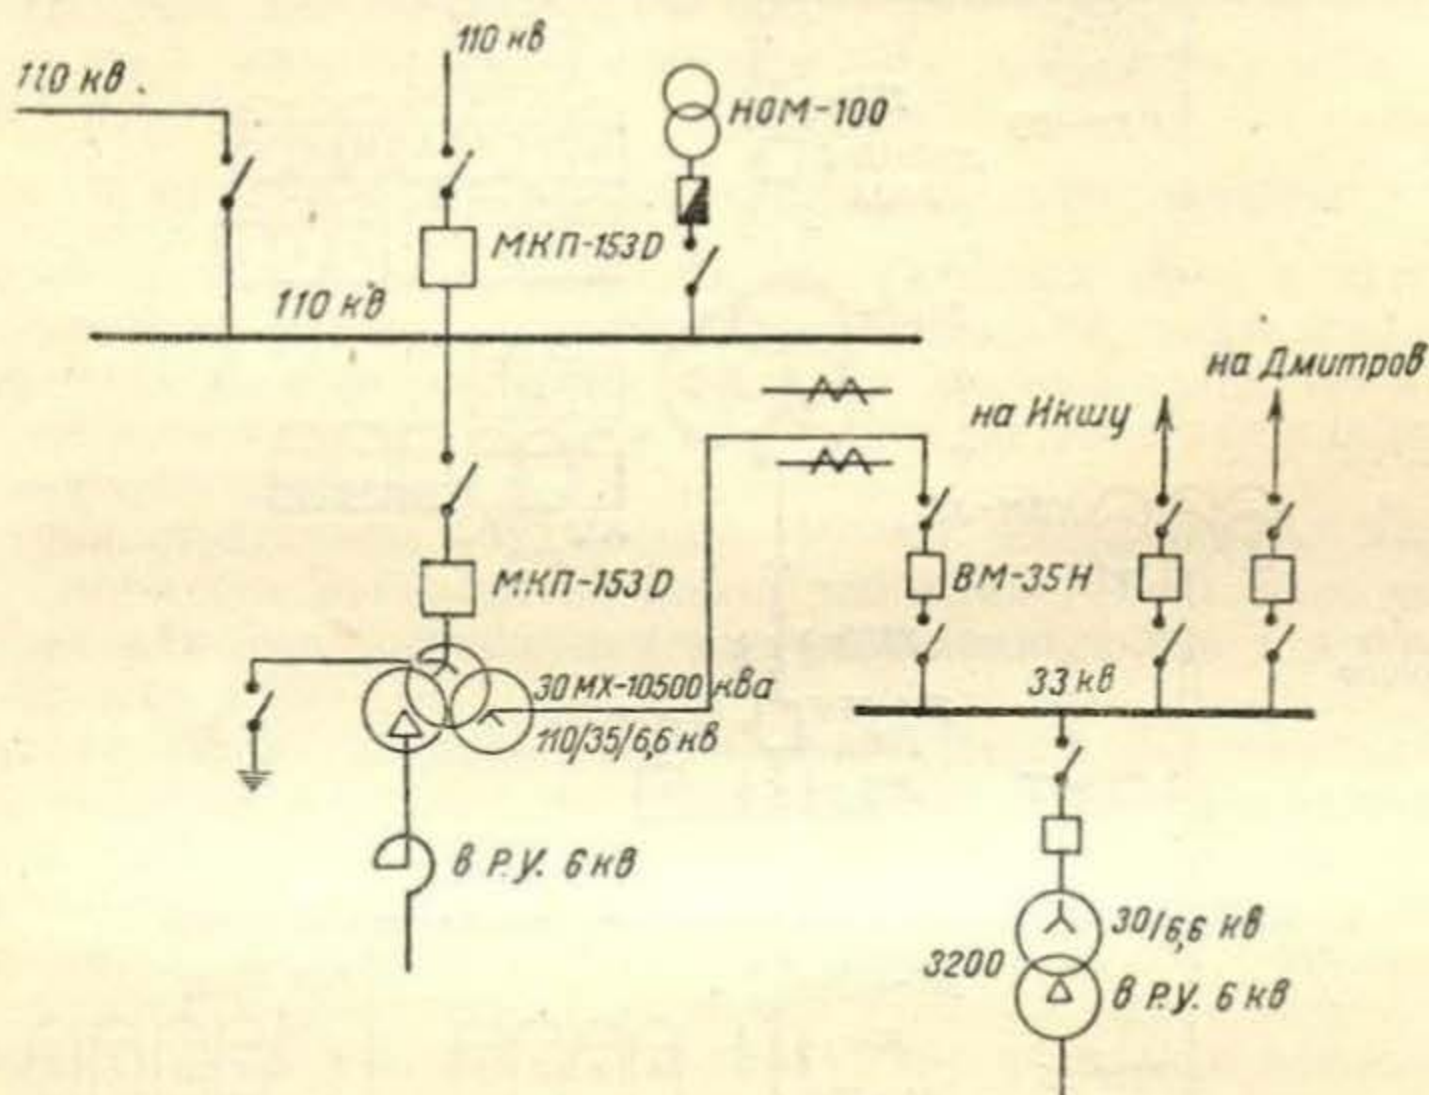 110 кв
110 кв.
НОМ-100
МКП-153D
110 кв
на Дмитров
на Икшу
МКП-153D
ВМ-35Н
30МХ-10500 ква
110/35/6,6 кв
33 кв
в Р.У. 6 кв
30/6,6 кв
3200
в Р.У. 6 кв